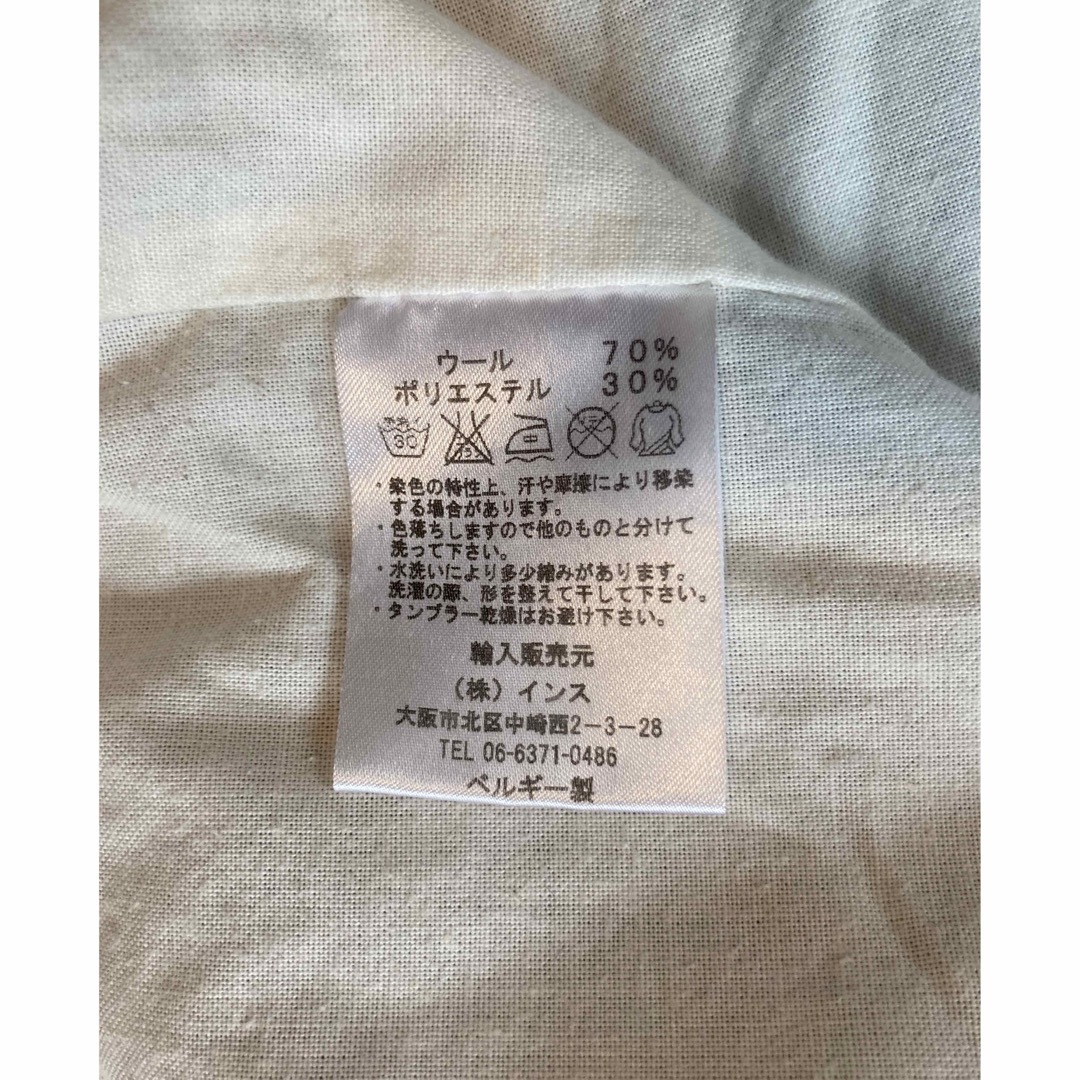 ウール 70%
ポリエステル 30%
30
・染色の特性上、汗や摩擦により移染
する場合があります。
・色落ちしますので他のものと分けて
洗って下さい。
・水洗いにより多少縮みがあります。
洗濯の際、形を整えて干して下さい。
・タンブラー乾燥はお避け下さい。
輸入販売元
(株)インス
大阪市北区中崎西2-3-28
TEL 06-6371-0486
ベルギー製